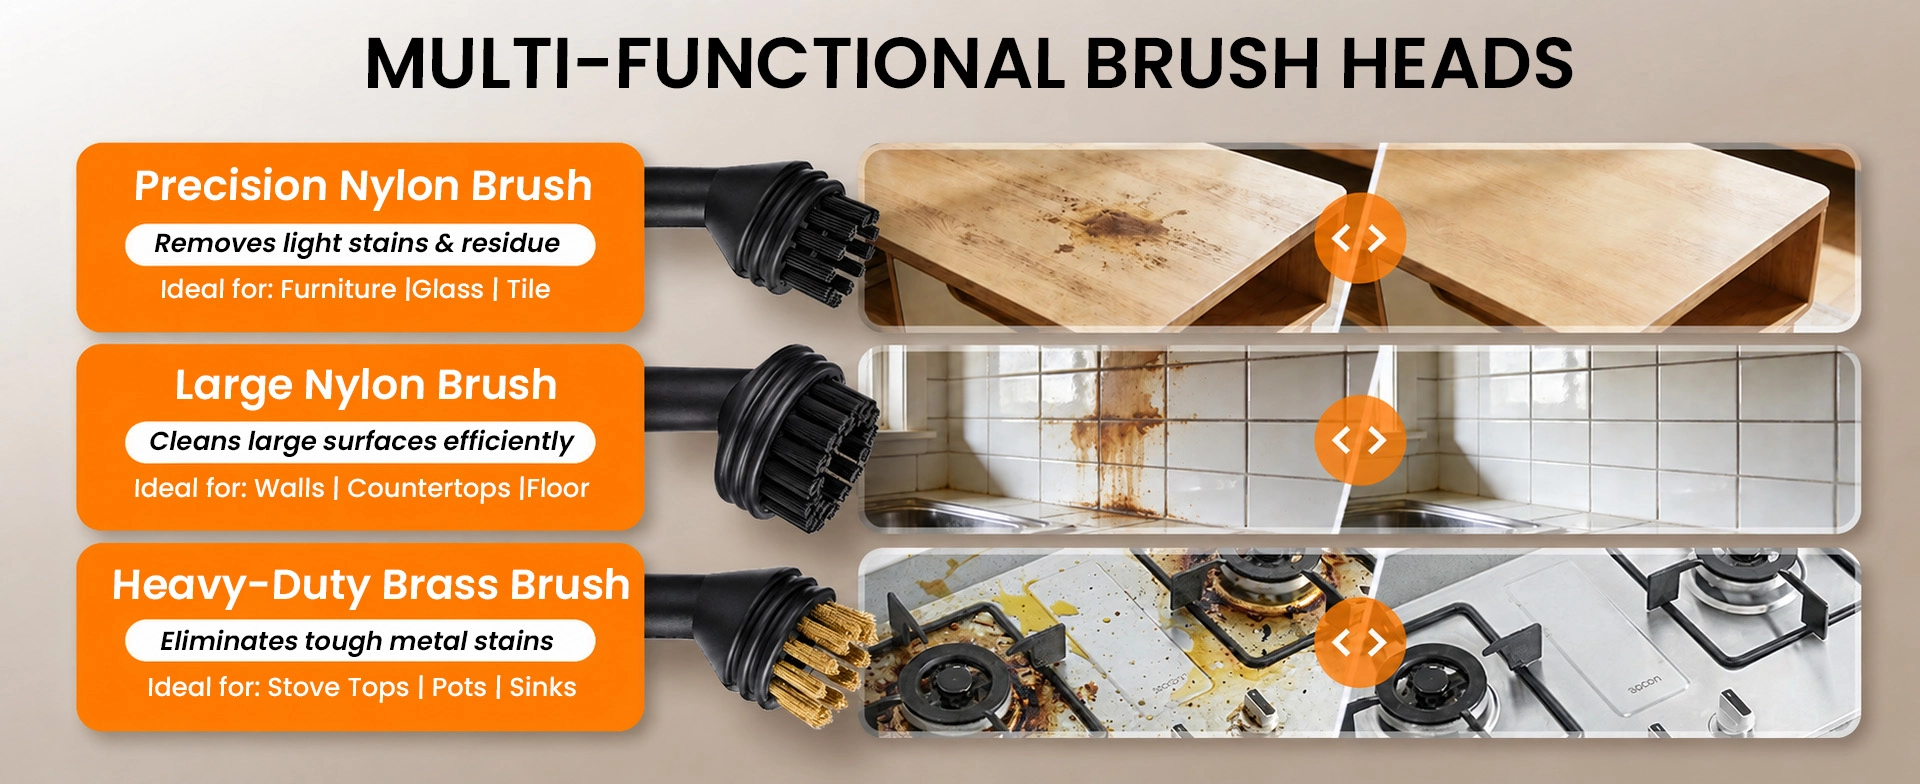 MULTI-FUNCTIONAL BRUSH HEADS
Precision Nylon Brush
Removes light stains & residue
Ideal for: Furniture |Glass | Tile
Large Nylon Brush
Cleans large surfaces efficiently
Ideal for: Walls | Countertops |Floor
Heavy-Duty Brass Brush
Eliminates tough metal stains
Ideal for: Stove Tops | Pots | Sinks